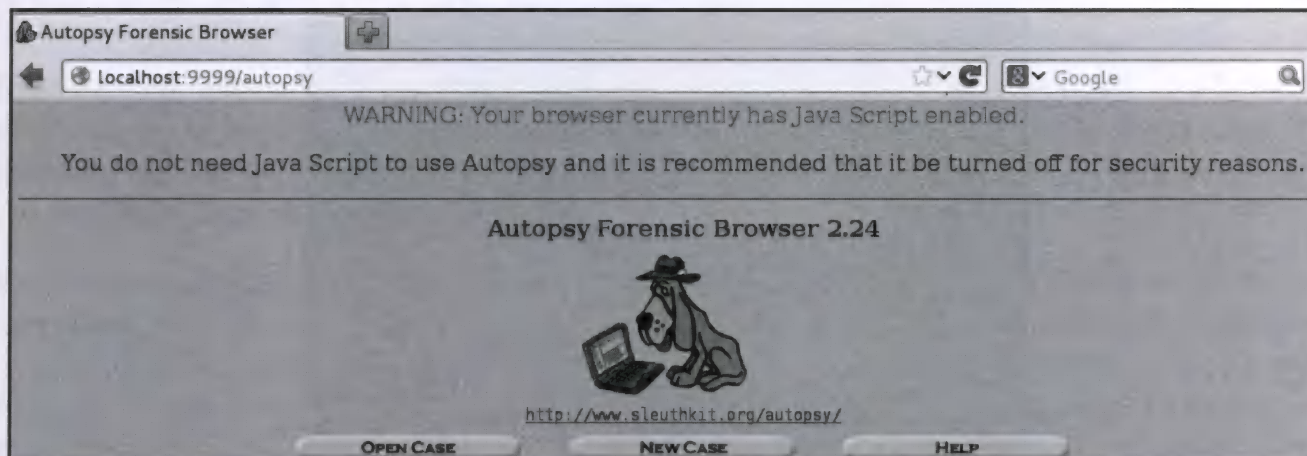 Autopsy Forensic Browser
localhost:9999/autopsy
Google
WARNING: Your browser currently has Java Script enabled.
You do not need Java Script to use Autopsy and it is recommended that it be turned off for security reasons.
Autopsy Forensic Browser 2.24
http://www.sleuthkit.org/autopsy/
OPEN CASE NEW CASE HELP